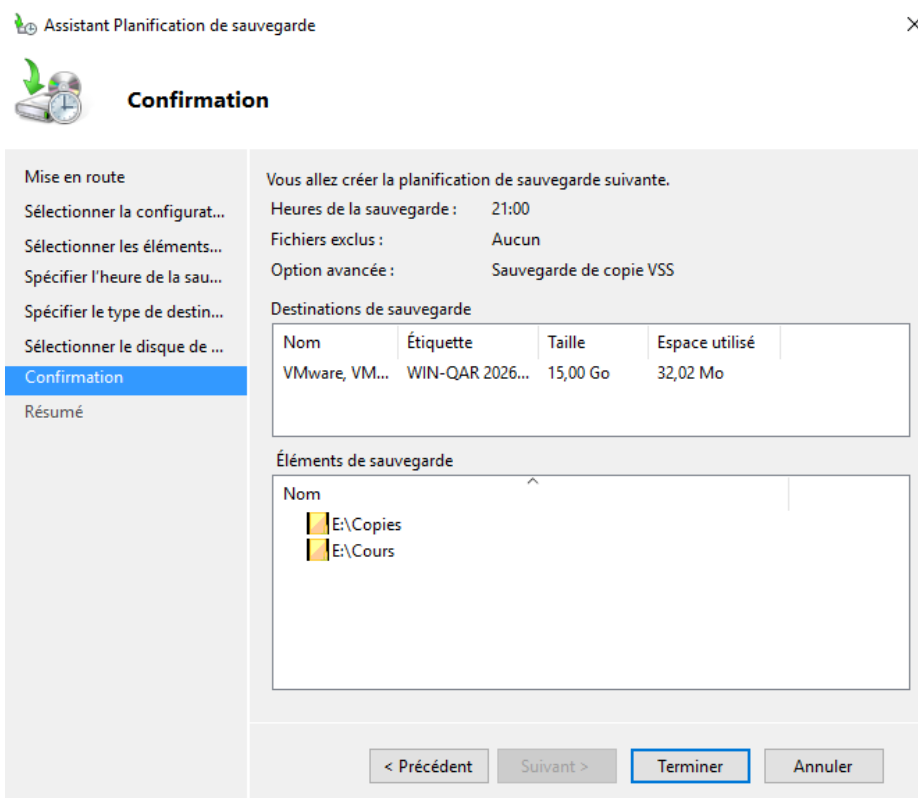 Assistant Planification de sauvegarde
Confirmation
Mise en route
Sélectionner la configurat...
Sélectionner les éléments...
Spécifier l'heure de la sau...
Spécifier le type de destin...
Sélectionner le disque de ...
Confirmation
Résumé
Vous allez créer la planification de sauvegarde suivante.
Heures de la sauvegarde : 21:00
Fichiers exclus : Aucun
Option avancée : Sauvegarde de copie VSS
Destinations de sauvegarde
Nom Étiquette Taille Espace utilisé
VMware, VM... WIN-QAR 2026... 15,00 Go 32,02 Mo
Éléments de sauvegarde
Nom
E:\Copies
E:\Cours
< Précédent Suivant > Terminer Annuler